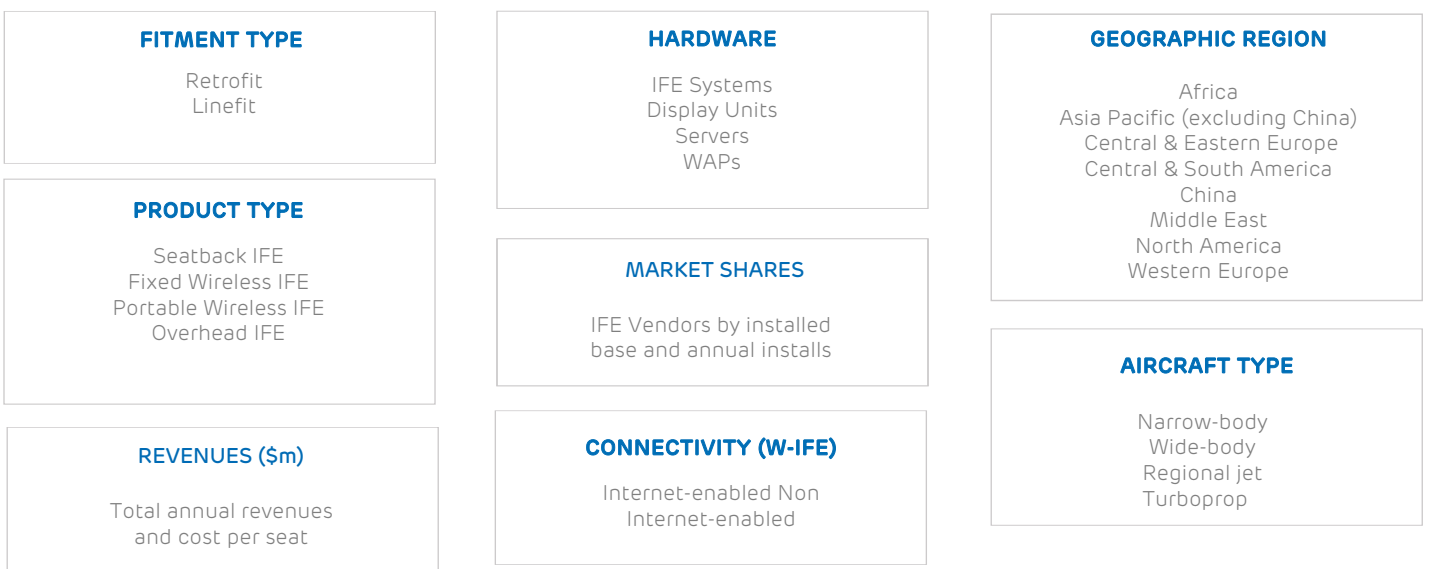 FITMENT TYPE
Retrofit
Linefit
PRODUCT TYPE
Seatback IFE
Fixed Wireless IFE
Portable Wireless IFE
Overhead IFE
REVENUES ($m)
Total annual revenues
and cost per seat
HARDWARE
IFE Systems
Display Units
Servers
WAPs
MARKET SHARES
IFE Vendors by installed
base and annual installs
CONNECTIVITY (W-IFE)
Internet-enabled Non
Internet-enabled
GEOGRAPHIC REGION
Africa
Asia Pacific (excluding China)
Central & Eastern Europe
Central & South America
China
Middle East
North America
Western Europe
AIRCRAFT TYPE
Narrow-body
Wide-body
Regional jet
Turboprop